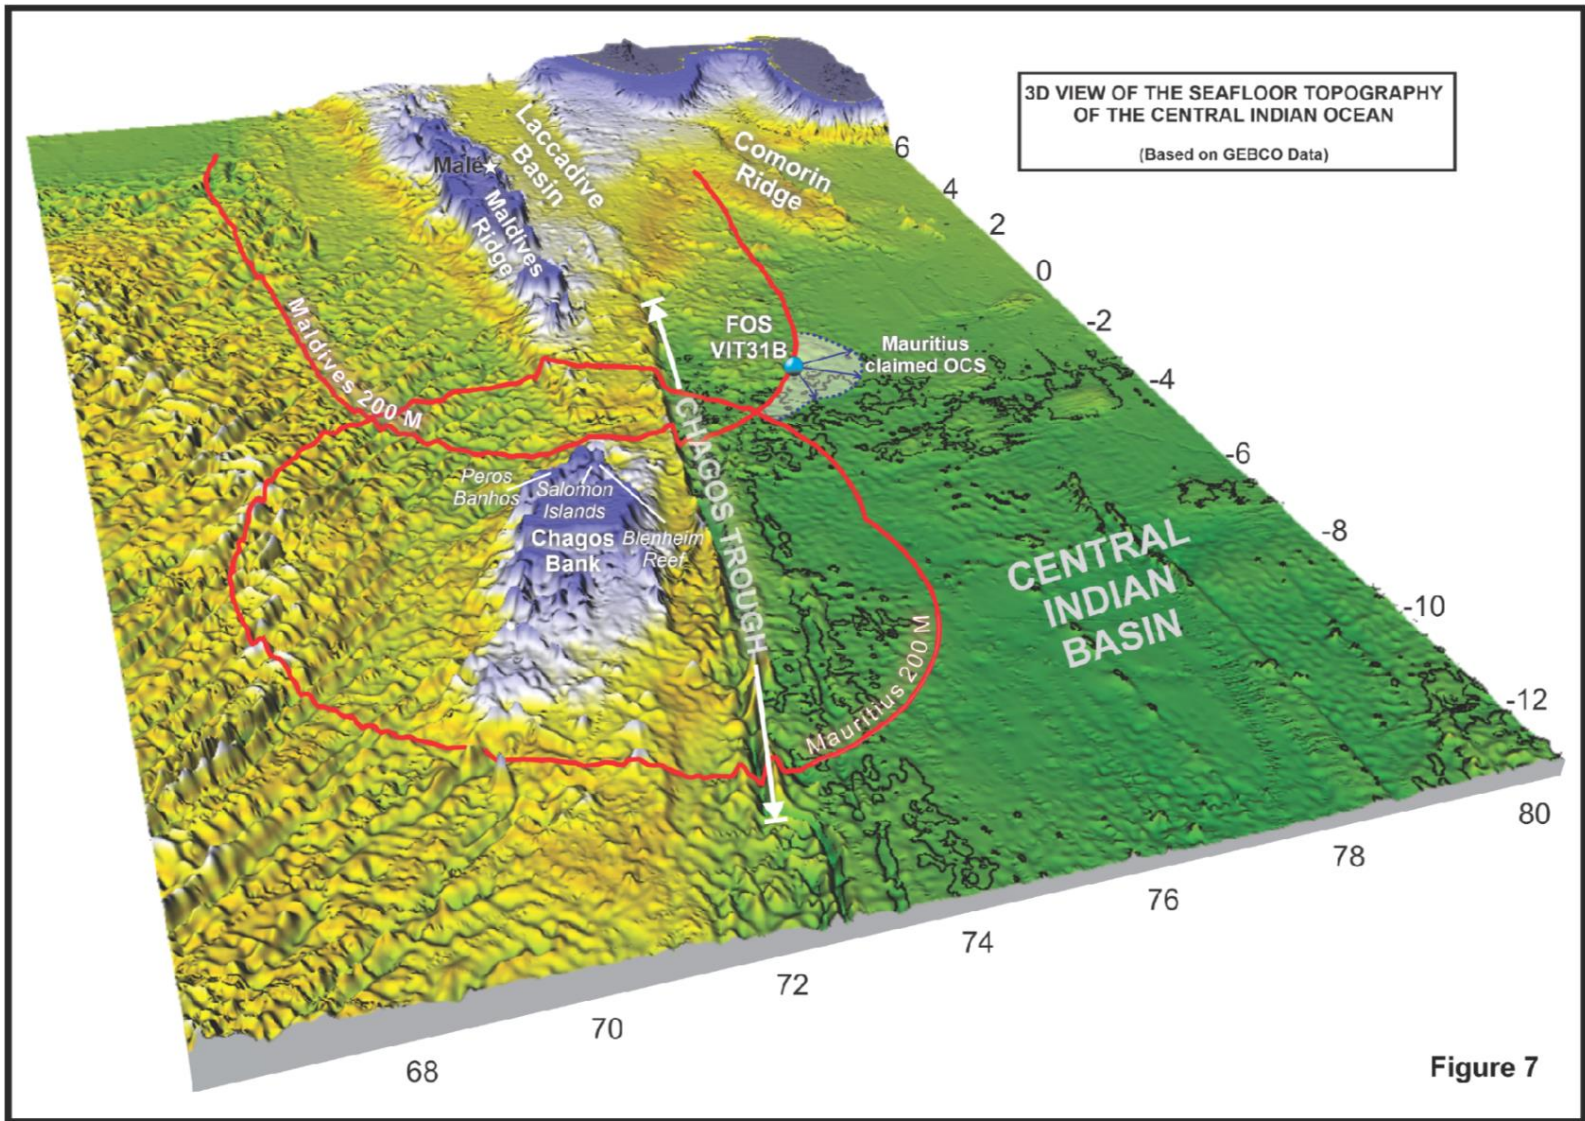 3D VIEW OF THE SEAFLOOR TOPOGRAPHY
OF THE CENTRAL INDIAN OCEAN
(Based on GEBCO Data)
Laccadive
Basin
Comorin
Ridge
Malé
Maldives
Ridge
6
4
2
0
-2
-4
-6
-8
-10
-12
Maldives 200 M
FOS
VIT31B
Mauritius
claimed OCS
CHAGOS TROUGH
Peros
Banhos
Salomon
Islands
Chagos
Bank
Blenheim
Reef
CENTRAL
INDIAN
BASIN
Mauritius 200 M
80
78
76
74
72
70
68
Figure 7